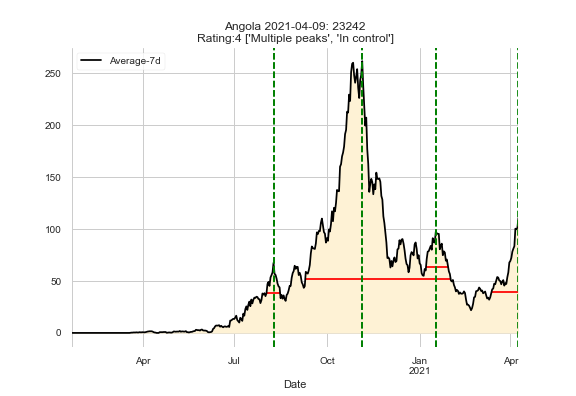 Angola 2021-04-09: 23242
Rating:4 ['Multiple peaks', 'In control']
Average-7d
250
200
150
100
50
0
Apr
Jul
Oct
Jan
2021
Apr
Date